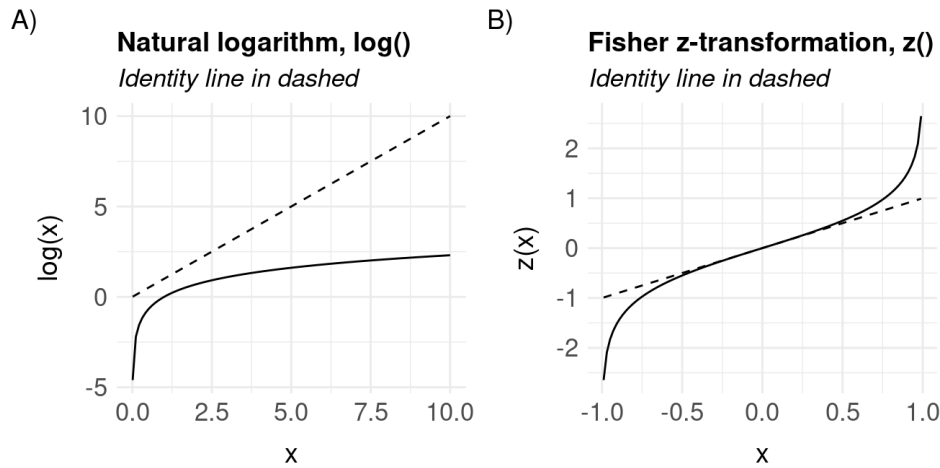 A)
Natural logarithm, log()
Identity line in dashed
10
5
0
-5
log(x)
0.0 2.5 5.0 7.5 10.0
x
B)
Fisher z-transformation, z()
Identity line in dashed
2
1
0
-1
-2
z(x)
-1.0 -0.5 0.0 0.5 1.0
x